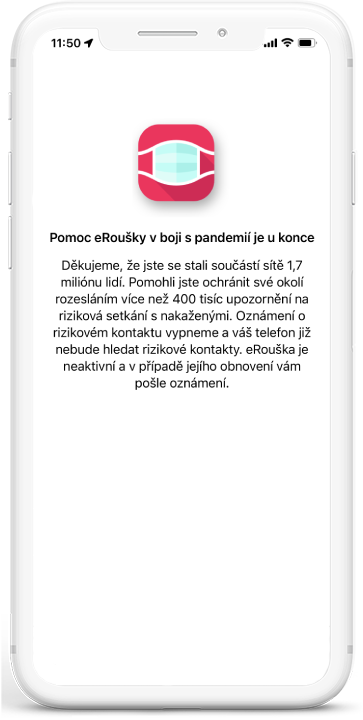 11:50
Pomoc eRoušky v boji s pandemií je u konce
Děkujeme, že jste se stali součástí sítě 1,7
miliónu lidí. Pomohli jste ochránit své okolí
rozesláním více než 400 tisíc upozornění na
riziková setkání s nakaženými. Oznámení o
rizikovém kontaktu vypneme a váš telefon již
nebude hledat rizikové kontakty. eRouška je
neaktivní a v případě jejího obnovení vám
pošle oznámení.